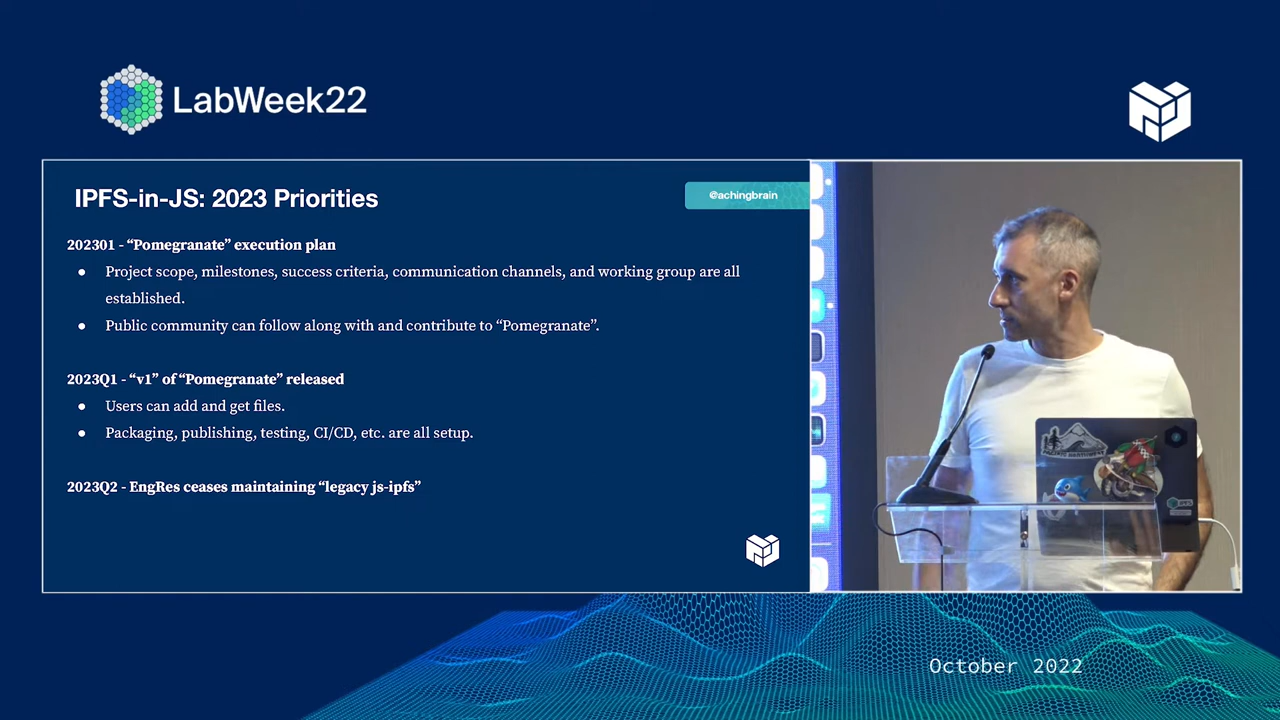 LabWeek22
IPFS-in-JS: 2023 Priorities
@achingbrain
202301 - “Pomegranate” execution plan
● Project scope, milestones, success criteria, communication channels, and working group are all
established.
● Public community can follow along with and contribute to “Pomegranate”.
2023Q1 - “v1” of “Pomegranate” released
● Users can add and get files.
● Packaging, publishing, testing, CI/CD, etc. are all setup.
2023Q2 - EngRes ceases maintaining “legacy js-ipfs”
IPFS
October 2022